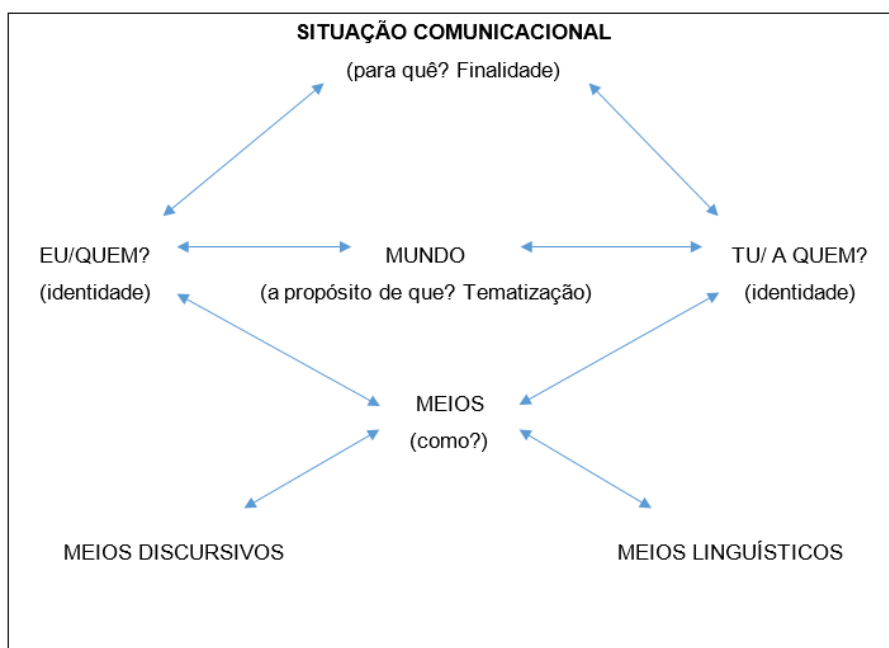 SITUAÇÃO COMUNICACIONAL
(para quê? Finalidade)
EU/QUEM?
(identidade)
MUNDO
(a propósito de que? Tematização)
TU/ A QUEM?
(identidade)
MEIOS
(como?)
MEIOS DISCURSIVOS
MEIOS LINGUÍSTICOS